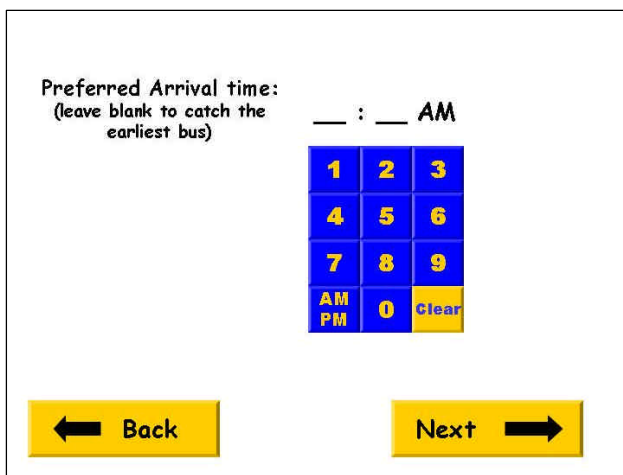 Preferred Arrival time:
(leave blank to catch the
earliest bus)
__ : __ AM
1 2 3
4 5 6
7 8 9
AM
PM
0 Clear
Back Next